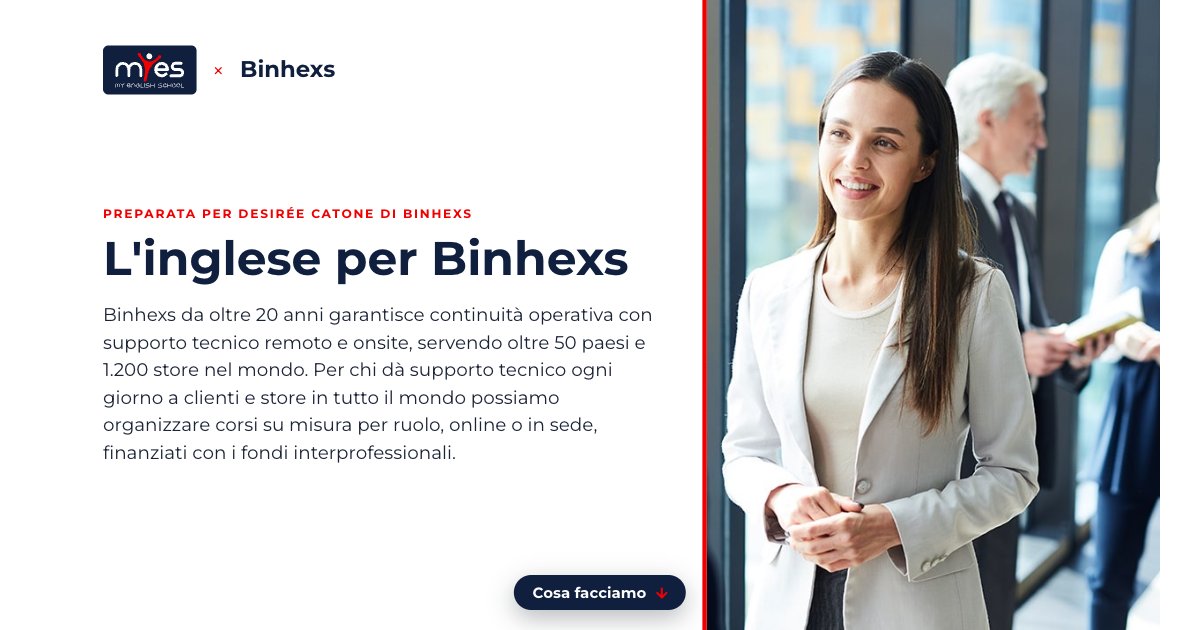 myes
MY ENGLISH SCHOOL
× Binhexs
PREPARATA PER DESIRÉE CATONE DI BINHEXS
L'inglese per Binhexs
Binhexs da oltre 20 anni garantisce continuità operativa con
supporto tecnico remoto e onsite, servendo oltre 50 paesi e
1.200 store nel mondo. Per chi dà supporto tecnico ogni
giorno a clienti e store in tutto il mondo possiamo
organizzare corsi su misura per ruolo, online o in sede,
finanziati con i fondi interprofessionali.
Cosa facciamo ↓